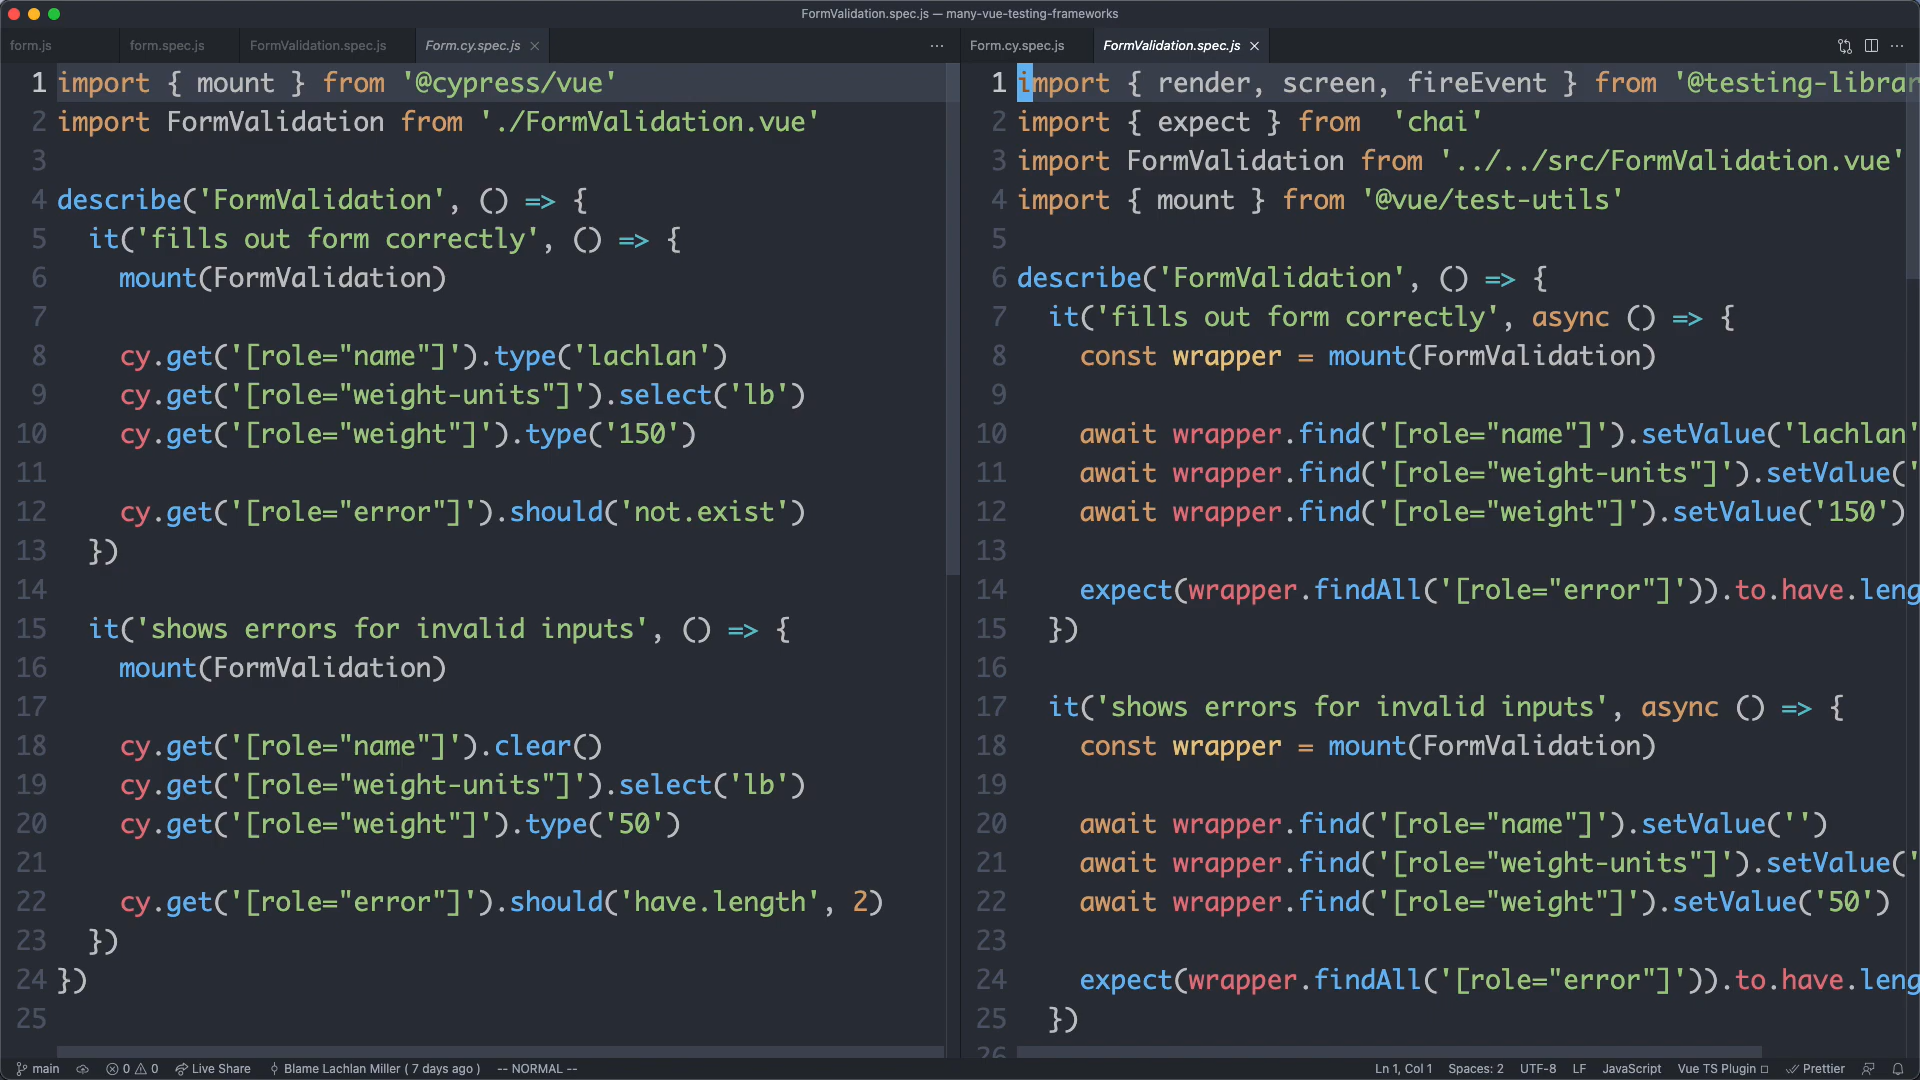 FormValidation.spec.js — many-vue-testing-frameworks
form.js
form.spec.js
FormValidation.spec.js
Form.cy.spec.js
1 import { mount } from '@cypress/vue'
2 import FormValidation from './FormValidation.vue'
3
4 describe('FormValidation', () => {
5 it('fills out form correctly', () => {
6 mount(FormValidation)
7
8 cy.get('[role="name"]').type('lachlan')
9 cy.get('[role="weight-units"]').select('lb')
10 cy.get('[role="weight"]').type('150')
11
12 cy.get('[role="error"]').should('not.exist')
13 })
14
15 it('shows errors for invalid inputs', () => {
16 mount(FormValidation)
17
18 cy.get('[role="name"]').clear()
19 cy.get('[role="weight-units"]').select('lb')
20 cy.get('[role="weight"]').type('50')
21
22 cy.get('[role="error"]').should('have.length', 2)
23 })
24 })
25
Form.cy.spec.js
FormValidation.spec.js
1 import { render, screen, fireEvent } from '@testing-librar
2 import { expect } from 'chai'
3 import FormValidation from '../../src/FormValidation.vue'
4 import { mount } from '@vue/test-utils'
5
6 describe('FormValidation', () => {
7 it('fills out form correctly', async () => {
8 const wrapper = mount(FormValidation)
9
10 await wrapper.find('[role="name"]').setValue('lachlan'
11 await wrapper.find('[role="weight-units"]').setValue('
12 await wrapper.find('[role="weight"]').setValue('150')
13
14 expect(wrapper.findAll('[role="error"]')).to.have.leng
15 })
16
17 it('shows errors for invalid inputs', async () => {
18 const wrapper = mount(FormValidation)
19
20 await wrapper.find('[role="name"]').setValue('')
21 await wrapper.find('[role="weight-units"]').setValue('
22 await wrapper.find('[role="weight"]').setValue('50')
23
24 expect(wrapper.findAll('[role="error"]')).to.have.leng
25 })
26
main 0 0 Live Share Blame Lachlan Miller ( 7 days ago ) -- NORMAL -- Ln 1, Col 1 Spaces: 2 UTF-8 LF JavaScript Vue TS Plugin Prettier